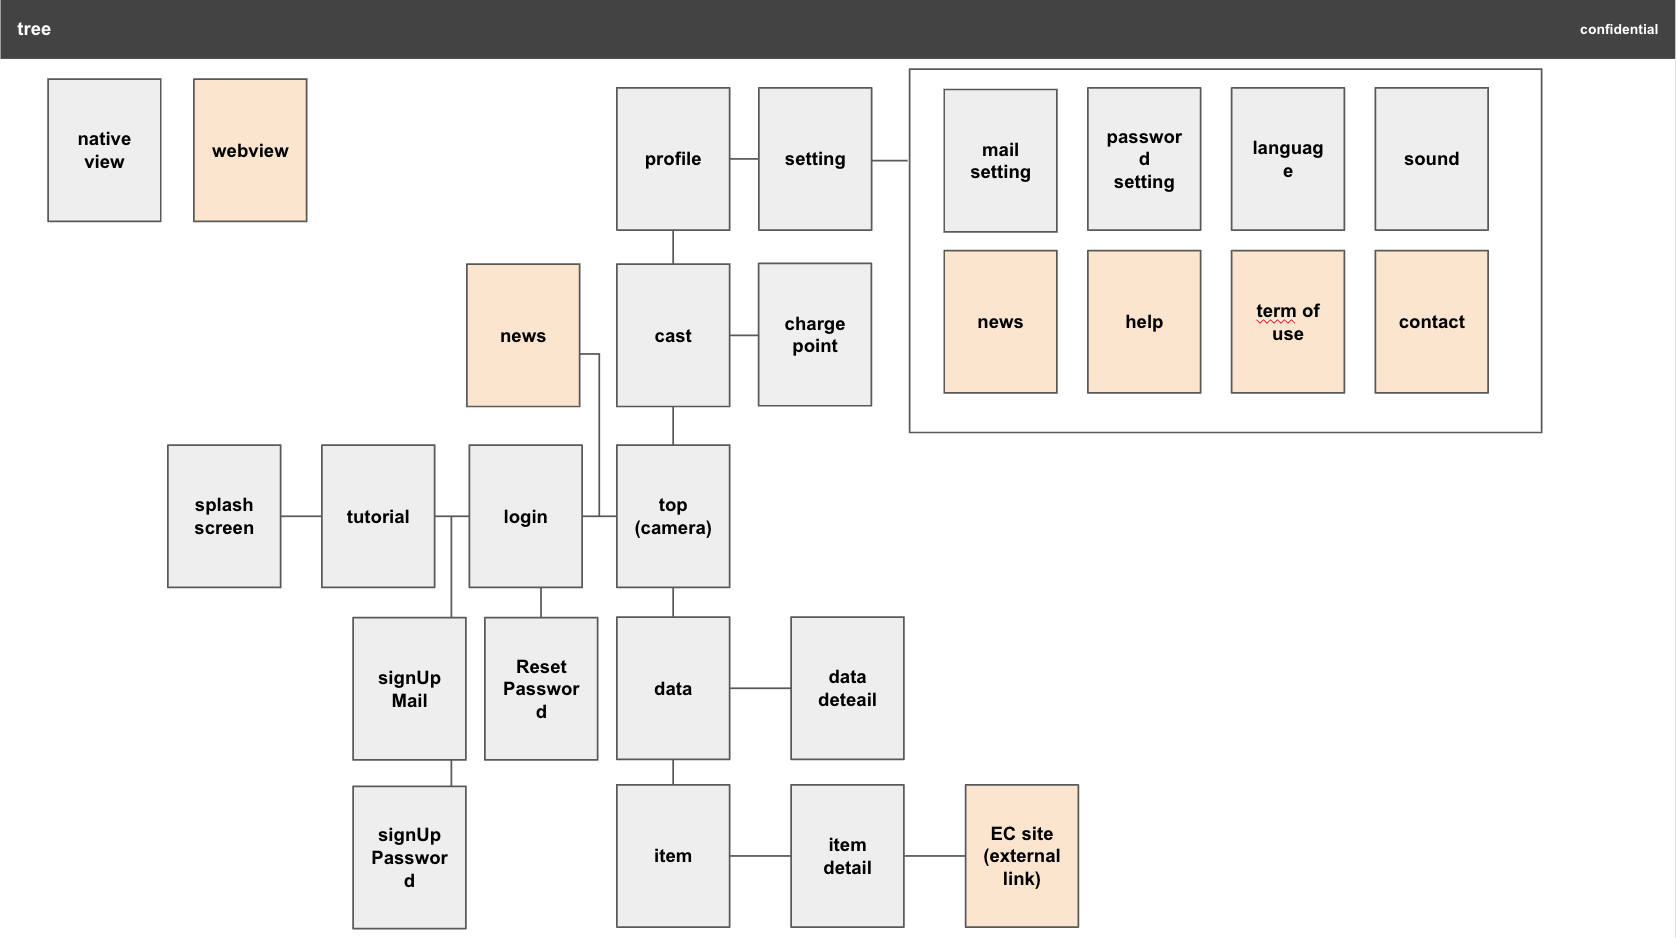 tree
confidential
native
view
webview
profile
setting
mail
setting
passwor
d
setting
languag
e
sound
news
cast
charge
point
news
help
term of
use
contact
splash
screen
tutorial
login
top
(camera)
signUp
Mail
Reset
Passwor
d
data
data
deteail
signUp
Passwor
d
item
item
detail
EC site
(external
link)